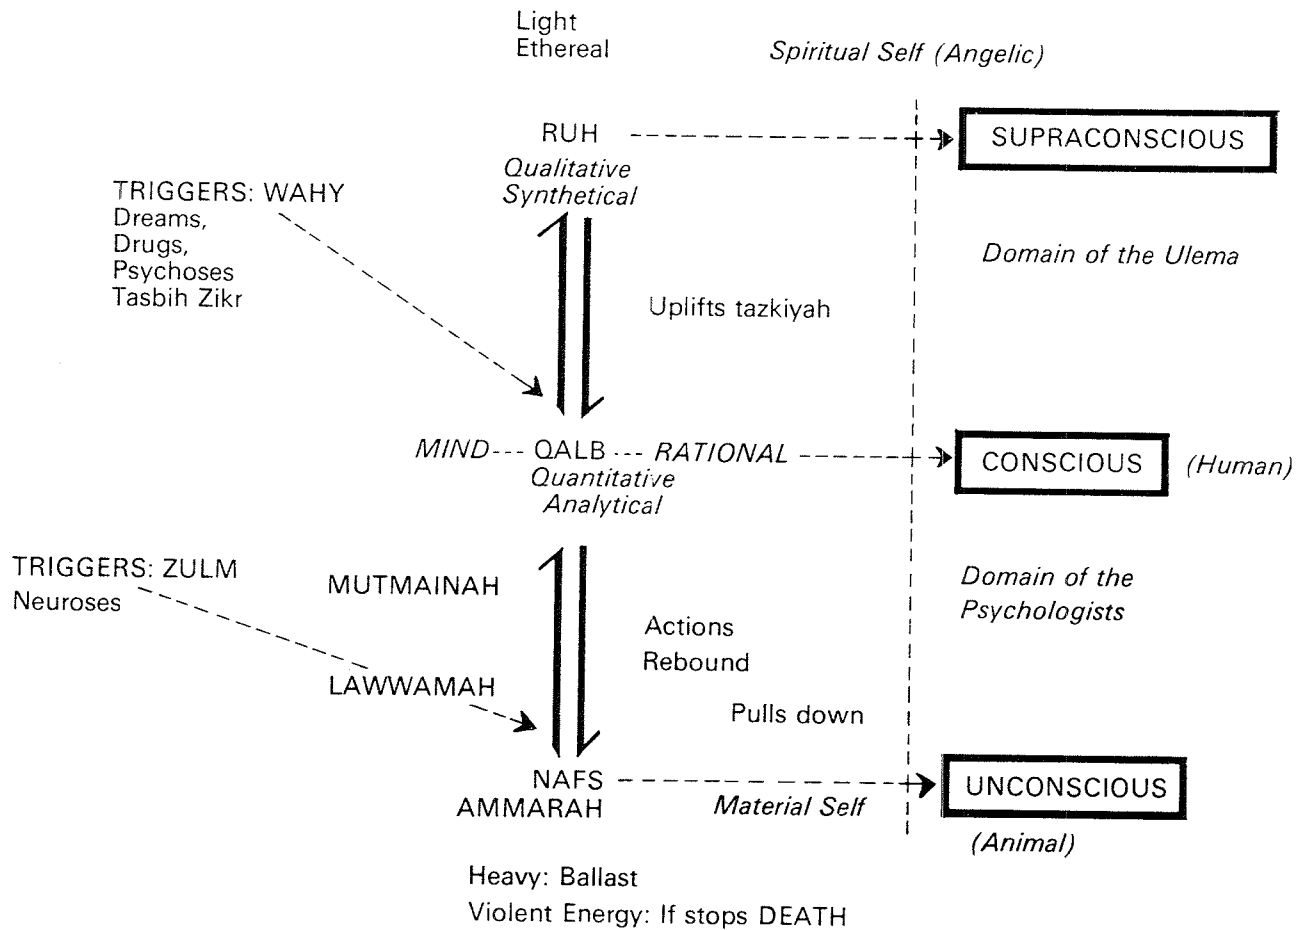 Light
Ethereal
Spiritual Self (Angelic)
RUH
SUPRACONSCIOUS
Qualitative
Synthetical
TRIGGERS: WAHY
Dreams,
Drugs,
Psychoses
Tasbih Zikr
Domain of the Ulema
Uplifts tazkiyah
MIND --- QALB --- RATIONAL
CONSCIOUS
(Human)
Quantitative
Analytical
TRIGGERS: ZULM
Neuroses
MUTMAINAH
Domain of the
Psychologists
Actions
Rebound
LAWWAMAH
Pulls down
NAFS
AMMARAH
Material Self
UNCONSCIOUS
(Animal)
Heavy: Ballast
Violent Energy: If stops DEATH